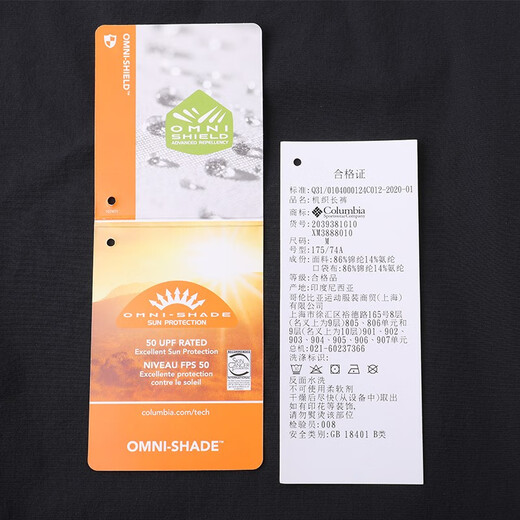 OMNI-SHIELD™
OMNI
SHIELD
ADVANCED REPELLENCY
OMNI-SHADE
SUN PROTECTION
50 UPF RATED
Excellent Sun Protection
NIVEAU FPS 50
Excellente protection
contre le soleil
SKIN
CANCER
columbia.com/tech
OMNI-SHADE™
合格证
标准:Q31/0104000124C012-2020-01
品名:机织长裤
商标:Columbia
Sportswear Company
货号:2039381010
XM3888010
尺码: M
型号:175/74A
成份:面料:86%锦纶14%氨纶
口袋布:86%锦纶14%氨纶
等级:合格品
产地:印度尼西亚
哥伦比亚运动服装商贸(上海)
有限公司
上海市徐汇区裕德路165号8层
(名义上为9层)805、806单元和
9层(名义上为10层)901、902、
903、904、905、906、907单元
总机:021-60237366
洗涤标识:
反面水洗
不可使用柔软剂
干燥后尽快(从设备中)取出
如有印花等装饰,
请勿熨烫该部位
检验员:008
安全类别:GB 18401 B类